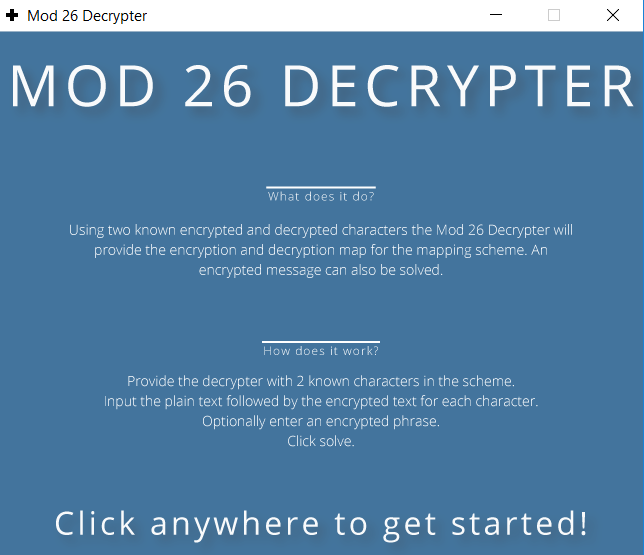 Mod 26 Decrypter
MOD 26 DECRYPTER
What does it do?
Using two known encrypted and decrypted characters the Mod 26 Decrypter will
provide the encryption and decryption map for the mapping scheme. An
encrypted message can also be solved.
How does it work?
Provide the decrypter with 2 known characters in the scheme.
Input the plain text followed by the encrypted text for each character.
Optionally enter an encrypted phrase.
Click solve.
Click anywhere to get started!